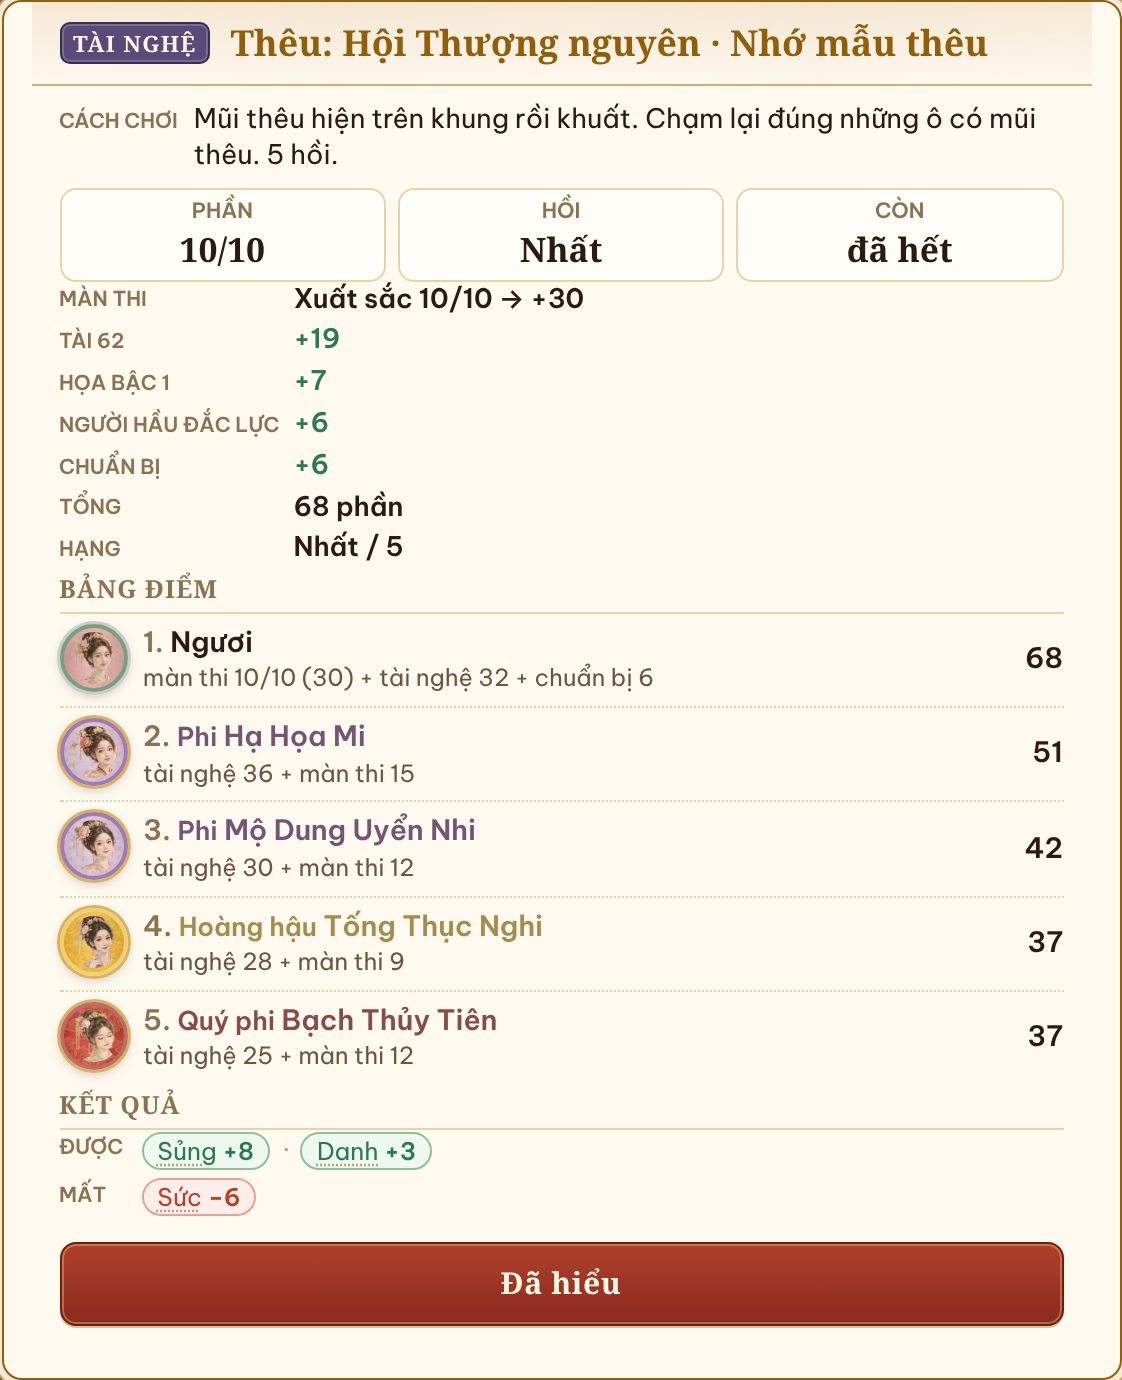 TÀI NGHỆ Thêu: Hội Thượng nguyên · Nhớ mẫu thêu
CÁCH CHƠI Mũi thêu hiện trên khung rồi khuất. Chạm lại đúng những ô có mũi
thêu. 5 hồi.
PHẦN HỒI CÒN
10/10 Nhất đã hết
MÀN THI Xuất sắc 10/10 → +30
TÀI 62 +19
HỌA BẬC 1 +7
NGƯỜI HẦU ĐẮC LỰC +6
CHUẨN BỊ +6
TỔNG 68 phần
HẠNG Nhất / 5
BẢNG ĐIỂM
1. Ngươi 68
màn thi 10/10 (30) + tài nghệ 32 + chuẩn bị 6
2. Phi Hạ Họa Mi 51
tài nghệ 36 + màn thi 15
3. Phi Mộ Dung Uyển Nhi 42
tài nghệ 30 + màn thi 12
4. Hoàng hậu Tống Thục Nghi 37
tài nghệ 28 + màn thi 9
5. Quý phi Bạch Thủy Tiên 37
tài nghệ 25 + màn thi 12
KẾT QUẢ
ĐƯỢC Sủng +8 · Danh +3
MẤT Sức −6
Đã hiểu